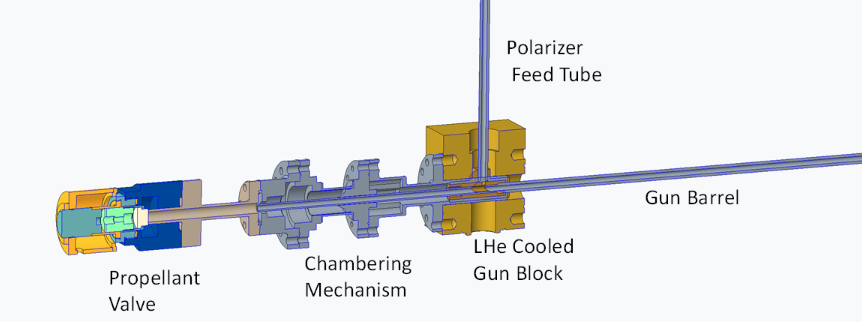 Polarizer
Feed Tube
Gun Barrel
LHe Cooled
Gun Block
Chambering
Mechanism
Propellant
Valve